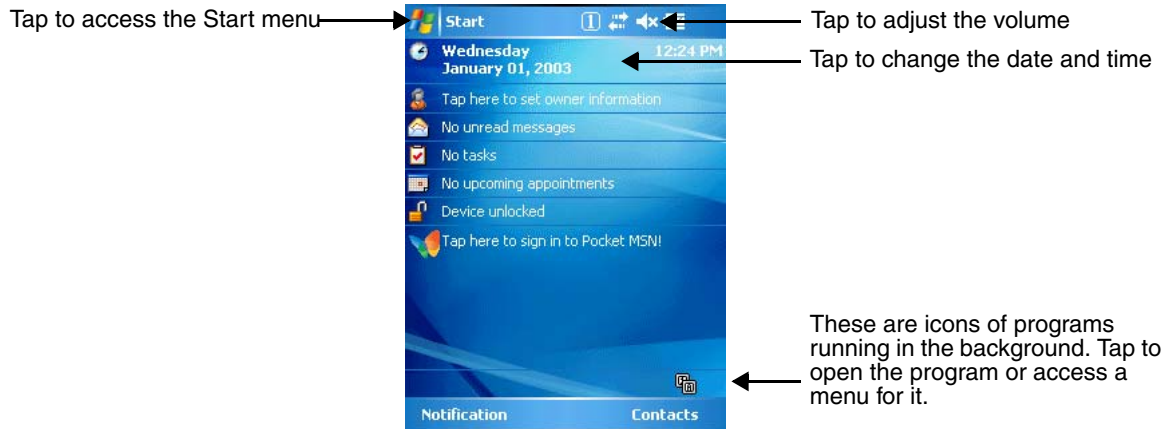 Tap to access the Start menu
Start
1
Tap to adjust the volume
Wednesday
12:24 PM
January 01, 2003
Tap to change the date and time
Tap here to set owner information
No unread messages
No tasks
No upcoming appointments
Device unlocked
Tap here to sign in to Pocket MSN!
These are icons of programs
running in the background. Tap to
open the program or access a
menu for it.
Notification
Contacts